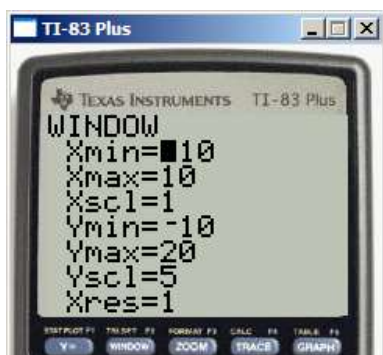 TI-83 Plus
TEXAS INSTRUMENTS TI-83 Plus
WINDOW
Xmin=■10
Xmax=10
Xscl=1
Ymin=-10
Ymax=20
Yscl=5
Xres=1
STAT PLOT F1 TBLSET F2 FORMAT F3 CALC F4 TABLE F5
Y= WINDOW ZOOM TRACE GRAPH